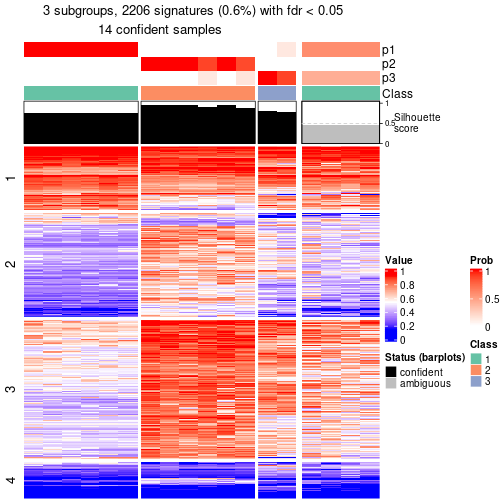 3 subgroups, 2206 signatures (0.6%) with fdr < 0.05
14 confident samples
p1
p2
p3
Class
1
0.5
0
Silhouette
score
1
2
3
4
Value
1
0.8
0.6
0.4
0.2
0
Prob
1
0.5
0
Status (barplots)
confident
ambiguous
Class
1
2
3